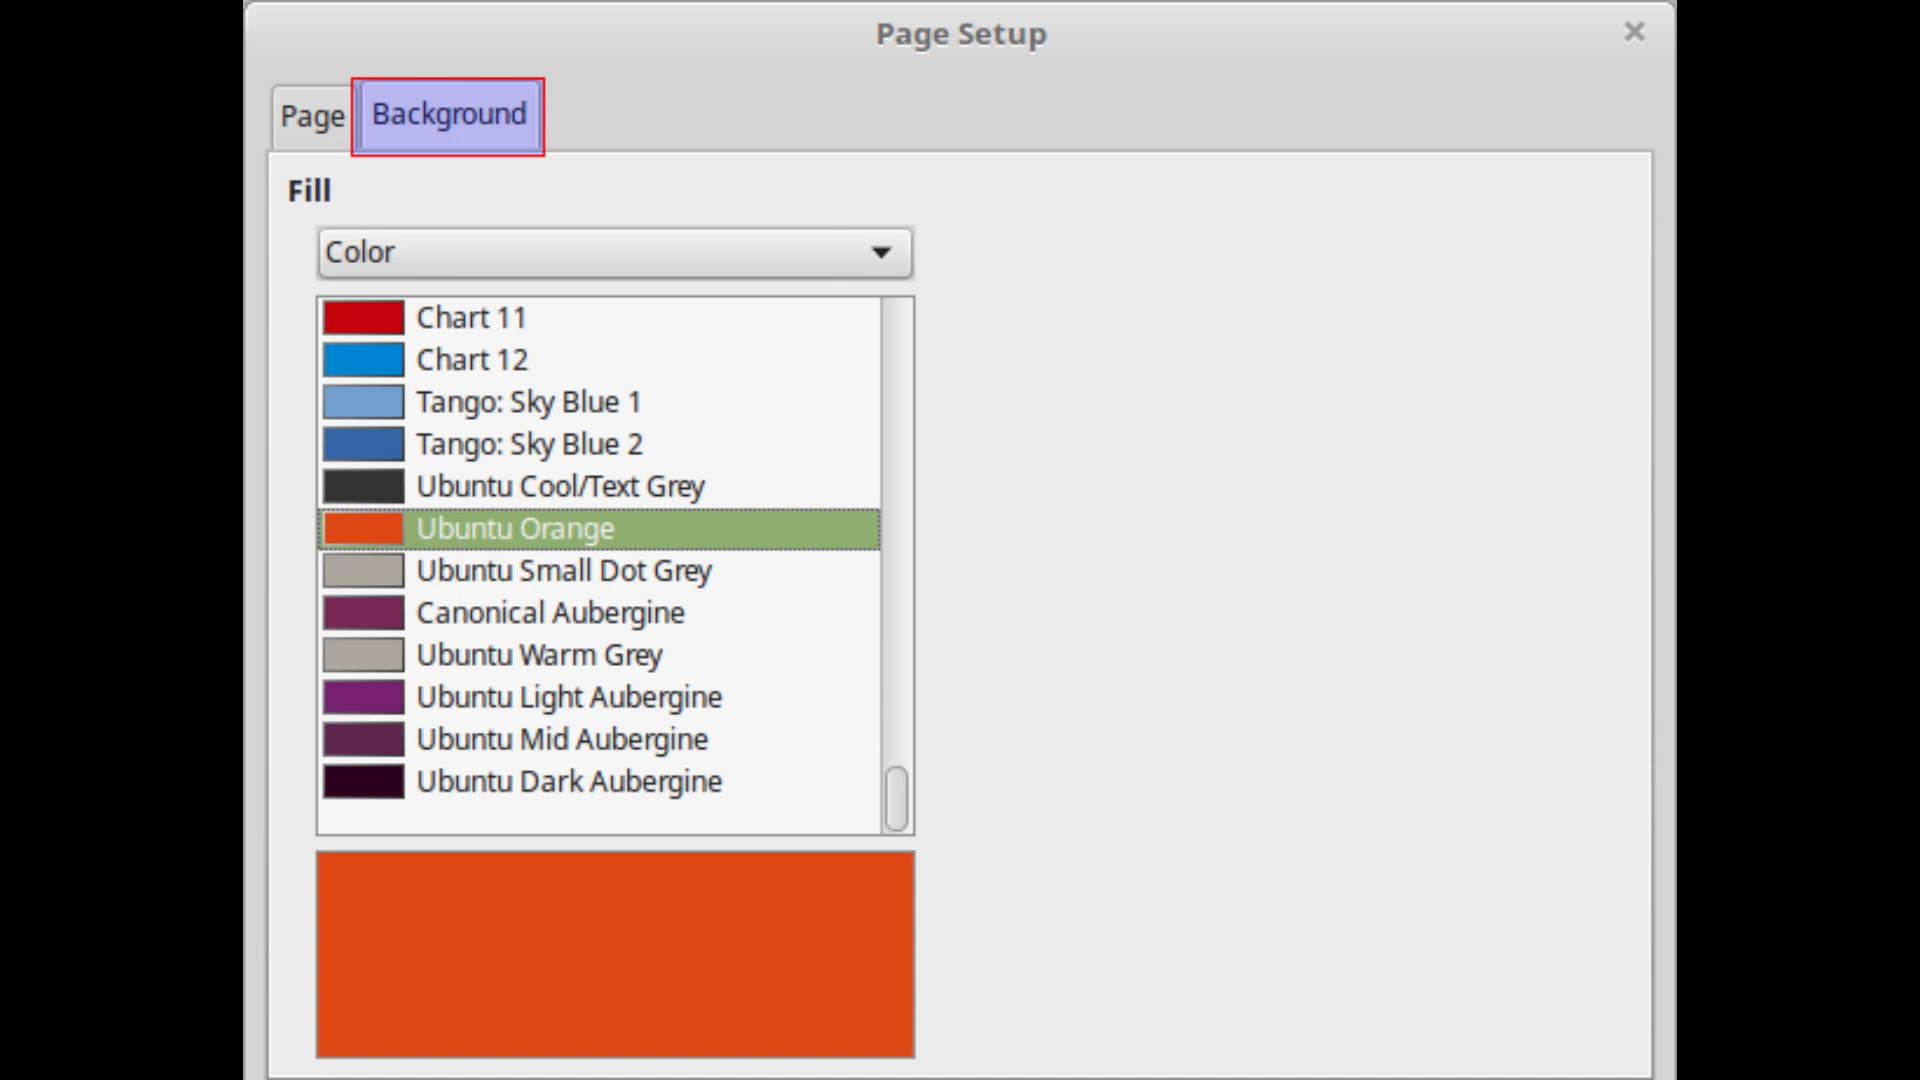 Page Setup
Page
Background
Fill
Color
Chart 11
Chart 12
Tango: Sky Blue 1
Tango: Sky Blue 2
Ubuntu Cool/Text Grey
Ubuntu Orange
Ubuntu Small Dot Grey
Canonical Aubergine
Ubuntu Warm Grey
Ubuntu Light Aubergine
Ubuntu Mid Aubergine
Ubuntu Dark Aubergine